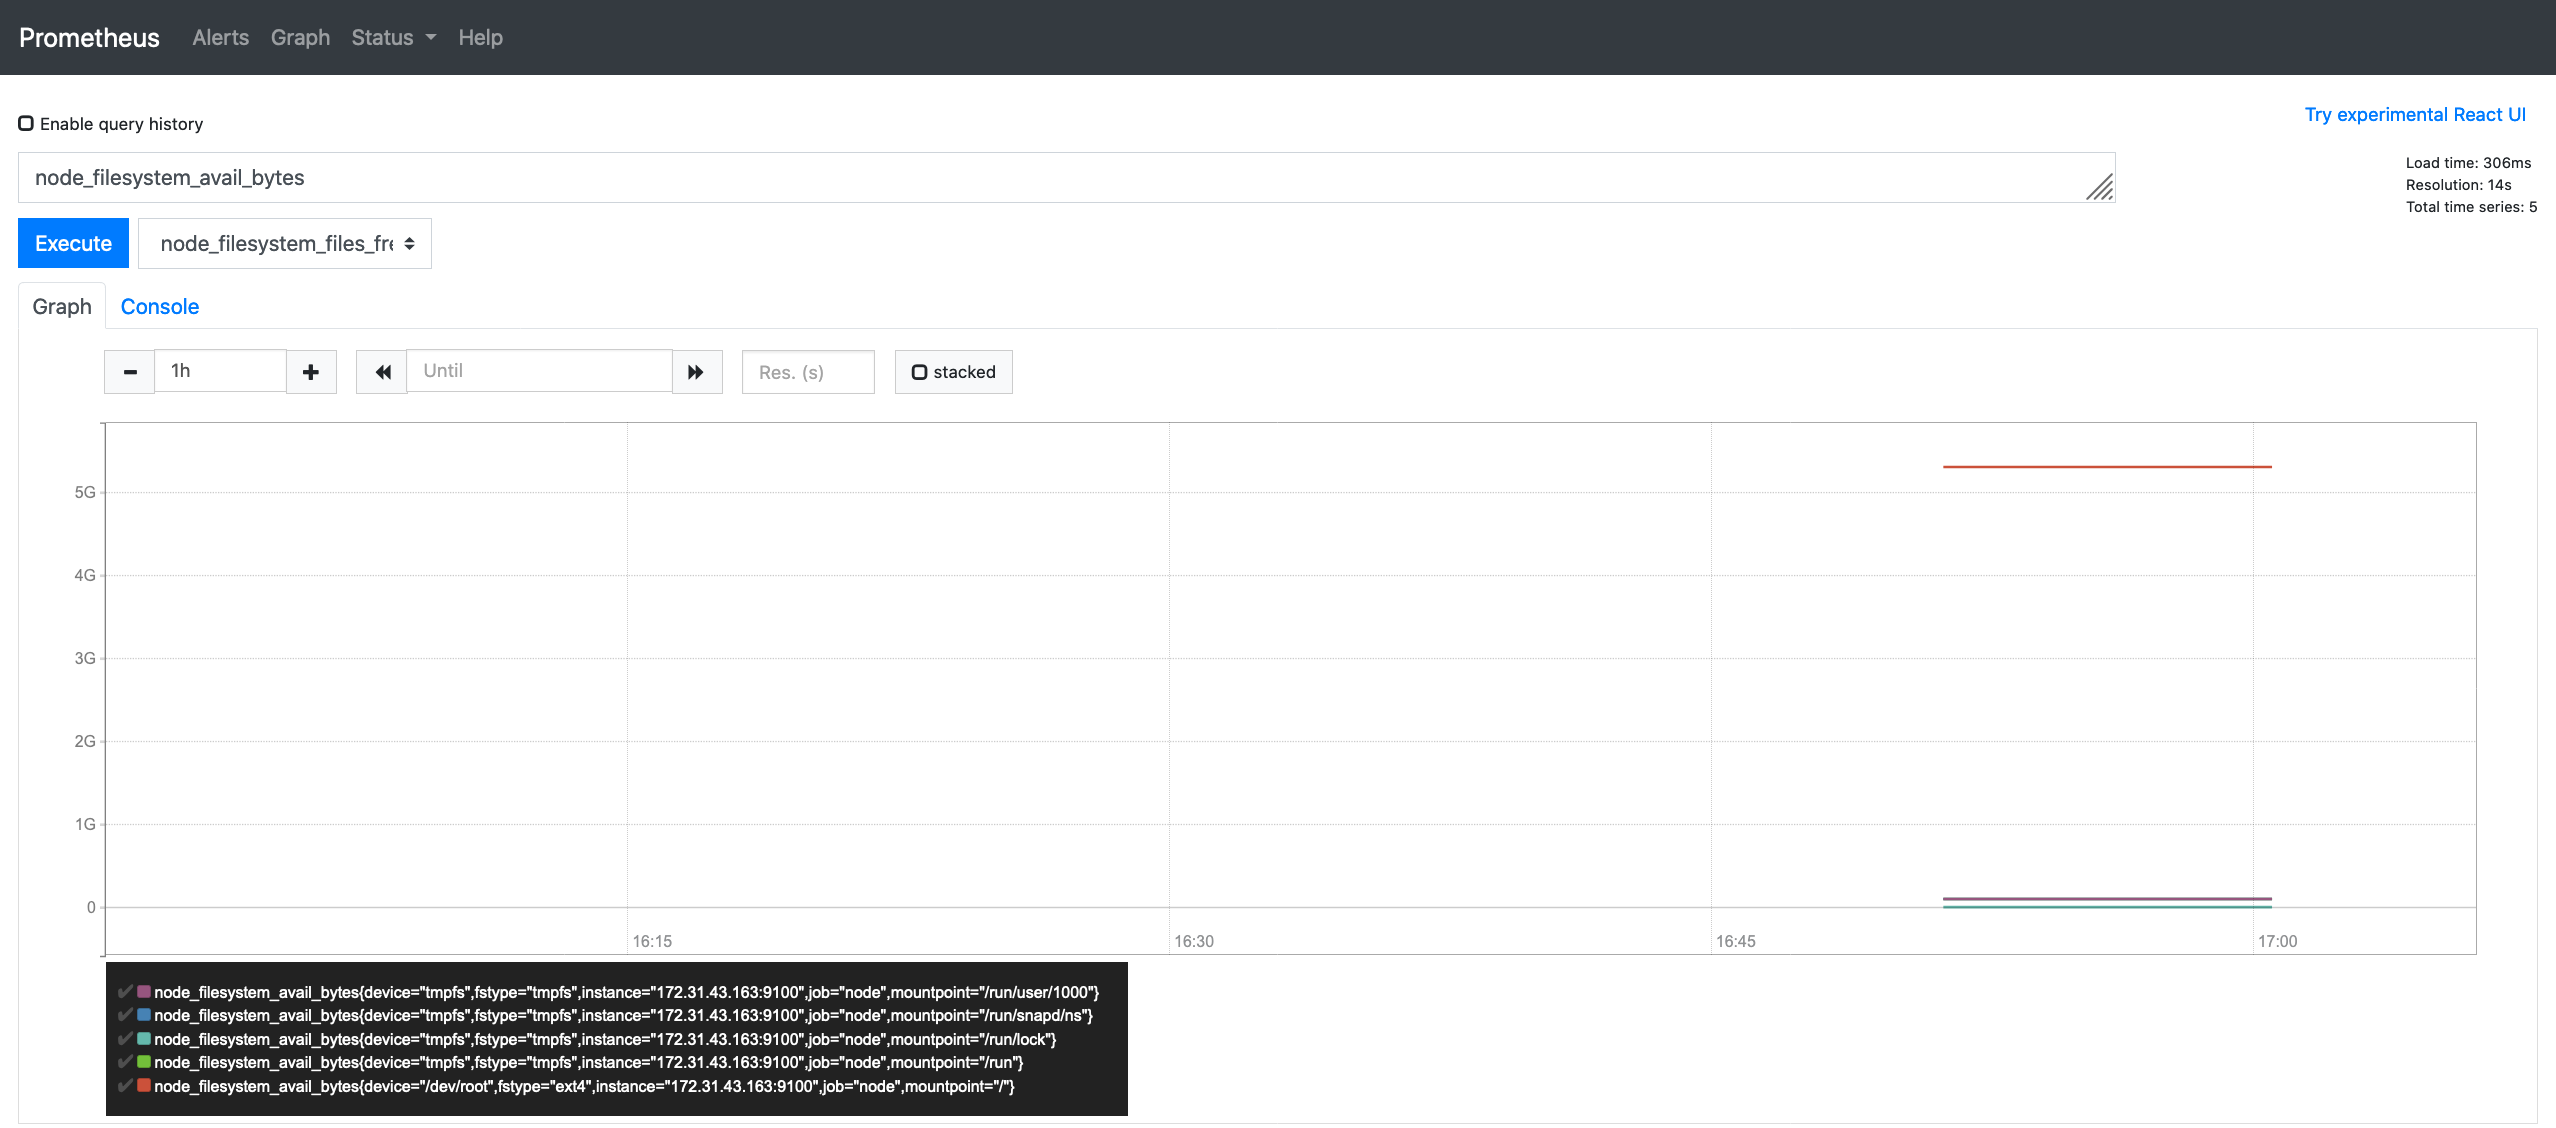 Prometheus Alerts Graph Status Help
Enable query history
Try experimental React UI
node_filesystem_avail_bytes
Load time: 306ms
Resolution: 14s
Total time series: 5
Execute node_filesystem_files_fre
Graph Console
1h Until Res. (s) stacked
5G
4G
3G
2G
1G
0
16:15 16:30 16:45 17:00
node_filesystem_avail_bytes{device="tmpfs",fstype="tmpfs",instance="172.31.43.163:9100",job="node",mountpoint="/run/user/1000"}
node_filesystem_avail_bytes{device="tmpfs",fstype="tmpfs",instance="172.31.43.163:9100",job="node",mountpoint="/run/snapd/ns"}
node_filesystem_avail_bytes{device="tmpfs",fstype="tmpfs",instance="172.31.43.163:9100",job="node",mountpoint="/run/lock"}
node_filesystem_avail_bytes{device="tmpfs",fstype="tmpfs",instance="172.31.43.163:9100",job="node",mountpoint="/run"}
node_filesystem_avail_bytes{device="/dev/root",fstype="ext4",instance="172.31.43.163:9100",job="node",mountpoint="/"}